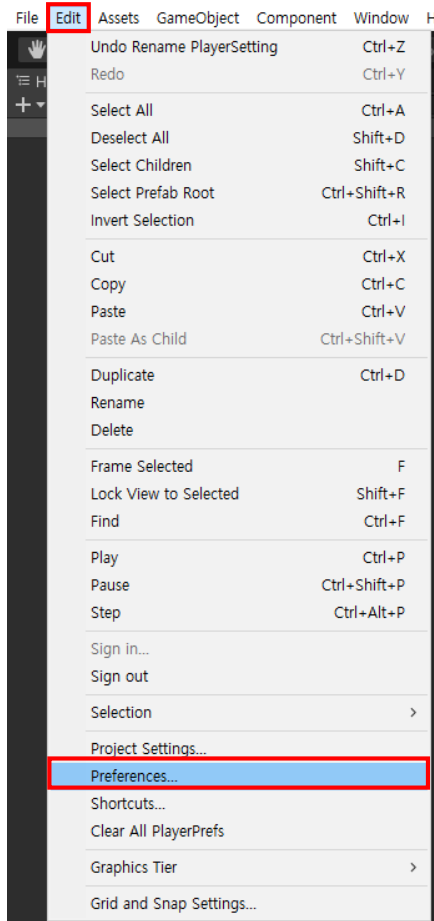 File Edit Assets GameObject Component Window H
Undo Rename PlayerSetting Ctrl+Z
Redo Ctrl+Y
H
Select All Ctrl+A
Deselect All Shift+D
Select Children Shift+C
Select Prefab Root Ctrl+Shift+R
Invert Selection Ctrl+I
Cut Ctrl+X
Copy Ctrl+C
Paste Ctrl+V
Paste As Child Ctrl+Shift+V
Duplicate Ctrl+D
Rename
Delete
Frame Selected F
Lock View to Selected Shift+F
Find Ctrl+F
Play Ctrl+P
Pause Ctrl+Shift+P
Step Ctrl+Alt+P
Sign in...
Sign out
Selection >
Project Settings...
Preferences...
Shortcuts...
Clear All PlayerPrefs
Graphics Tier >
Grid and Snap Settings...